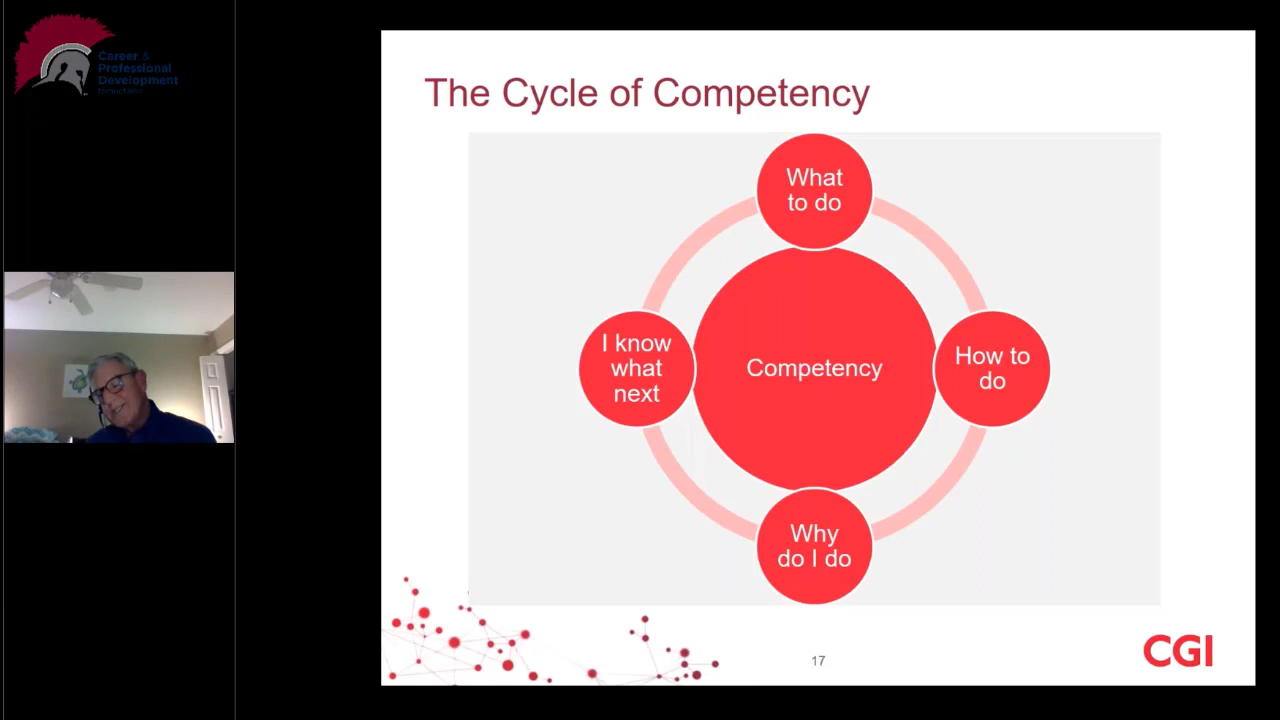 Career &
Professional
Development
The Cycle of Competency
What
to do
I know
what
next
Competency
How to
do
Why
do I do
17
CGI